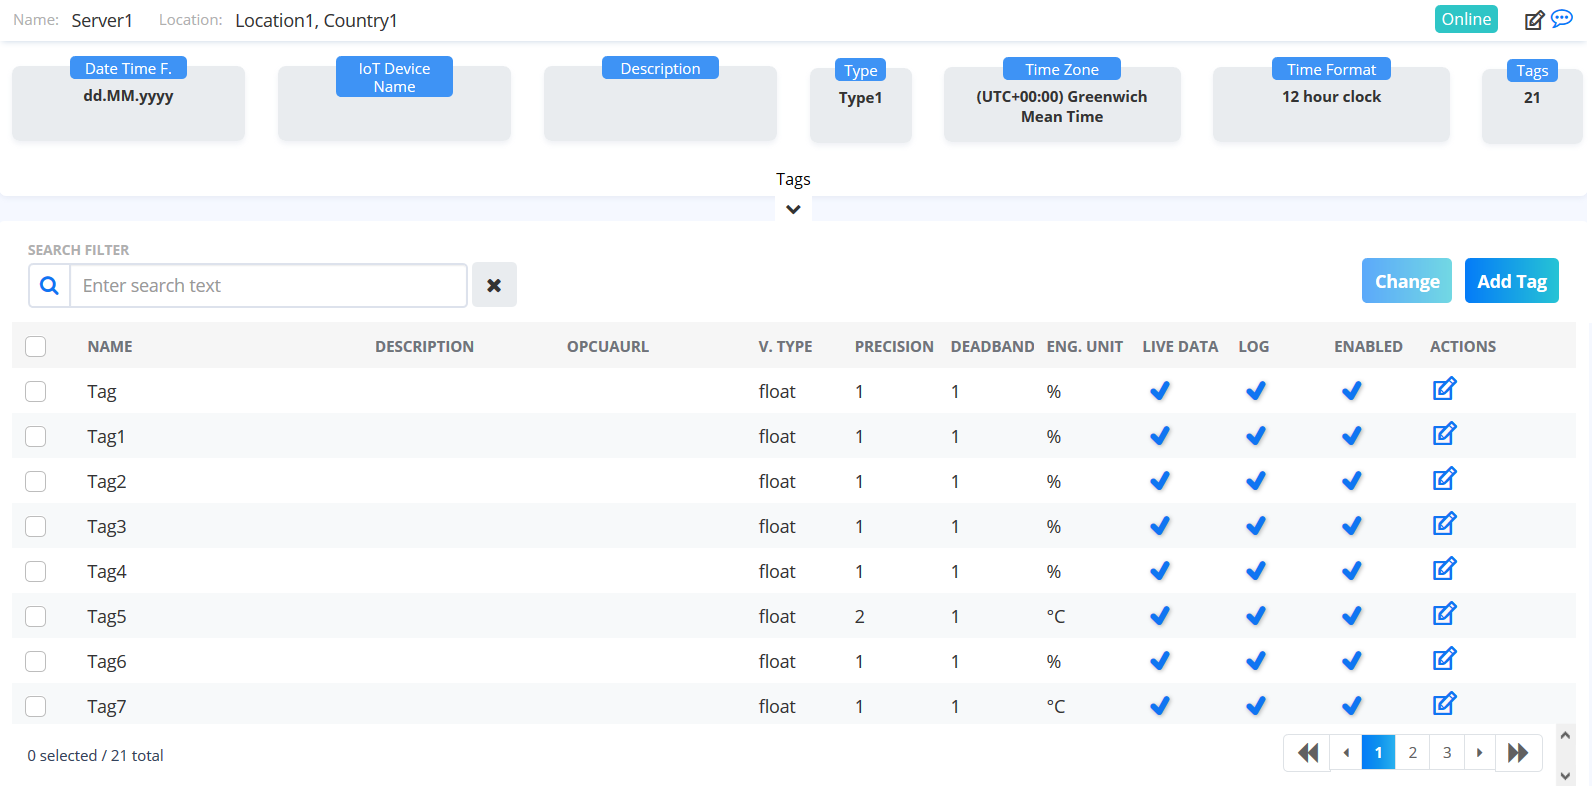 Name: Server1 Location: Location1, Country1 Online
Date Time F.
dd.MM.yyyy
IoT Device
Name
Description
Type
Type1
Time Zone
(UTC+00:00) Greenwich
Mean Time
Time Format
12 hour clock
Tags
21
Tags
SEARCH FILTER
Enter search text
Change Add Tag
NAME DESCRIPTION OPCUAURL V. TYPE PRECISION DEADBAND ENG. UNIT LIVE DATA LOG ENABLED ACTIONS
Tag float 1 1 %
Tag1 float 1 1 %
Tag2 float 1 1 %
Tag3 float 1 1 %
Tag4 float 1 1 %
Tag5 float 2 1 °C
Tag6 float 1 1 %
Tag7 float 1 1 °C
0 selected / 21 total 1 2 3